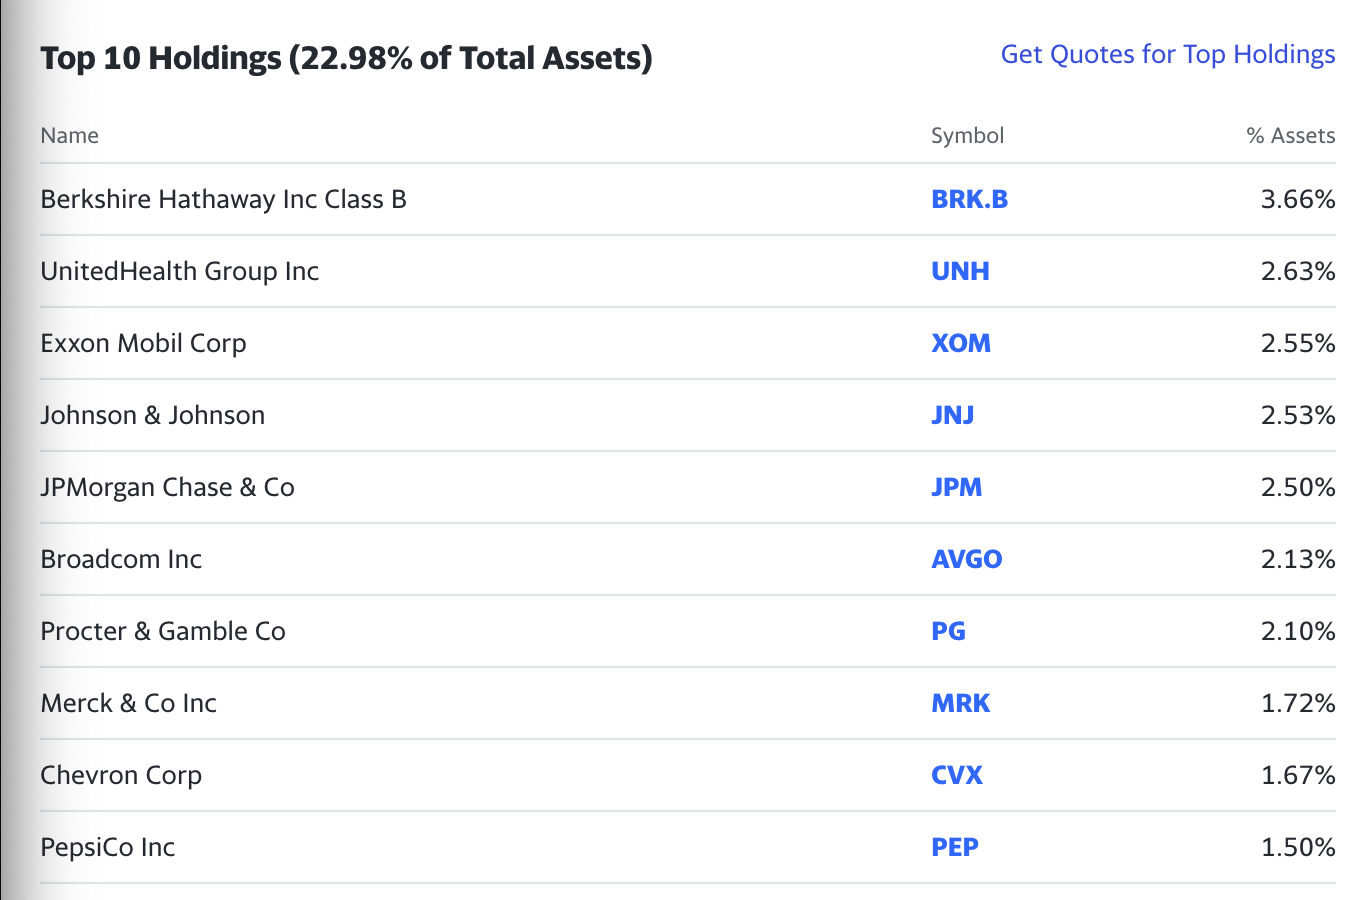 Top 10 Holdings (22.98% of Total Assets) Get Quotes for Top Holdings
Name Symbol % Assets
Berkshire Hathaway Inc Class B BRK.B 3.66%
UnitedHealth Group Inc UNH 2.63%
Exxon Mobil Corp XOM 2.55%
Johnson & Johnson JNJ 2.53%
JPMorgan Chase & Co JPM 2.50%
Broadcom Inc AVGO 2.13%
Procter & Gamble Co PG 2.10%
Merck & Co Inc MRK 1.72%
Chevron Corp CVX 1.67%
PepsiCo Inc PEP 1.50%